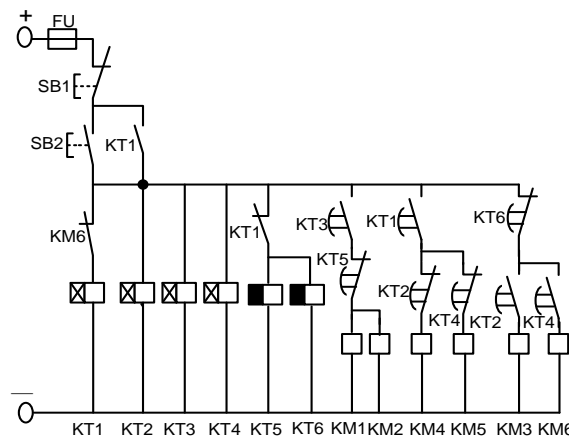 +
FU
SB1
SB2
KT1
KM6
KT1
KT3
KT1
KT6
KT5
KT2
KT4
KT2
KT4
—
KT1 KT2 KT3 KT4 KT5 KT6 KM1 KM2 KM4 KM5 KM3 KM6